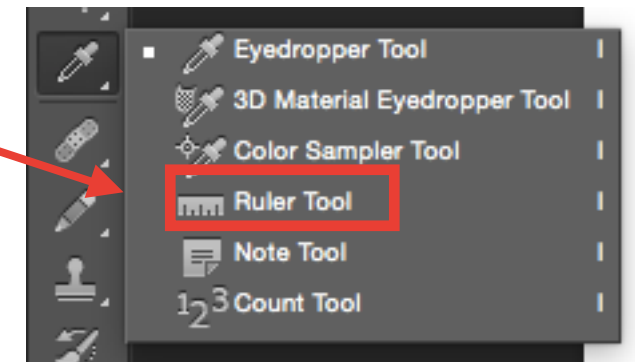 Eyedropper Tool I
3D Material Eyedropper Tool I
Color Sampler Tool I
Ruler Tool I
Note Tool I
123 Count Tool I